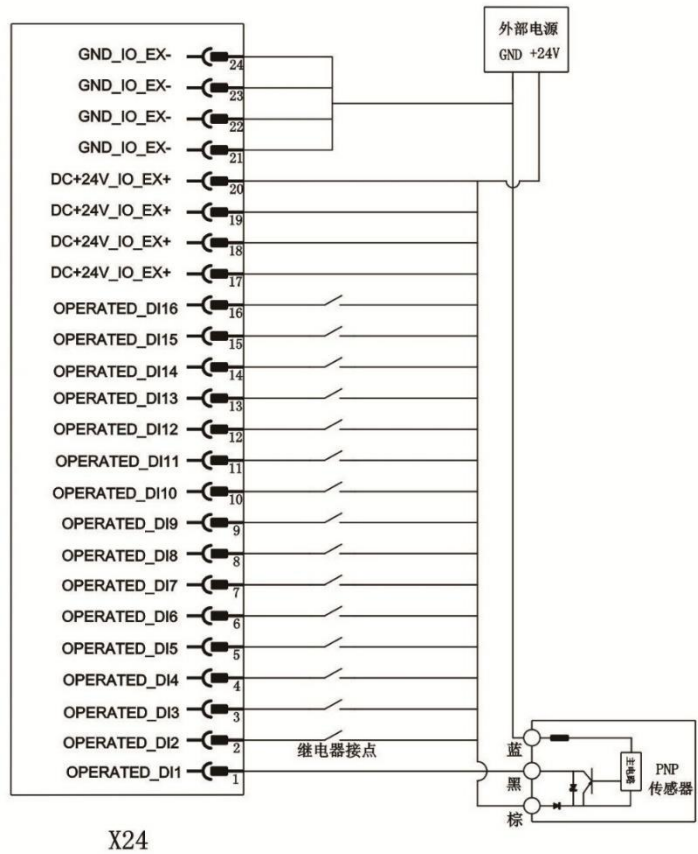 外部电源
GND +24V
GND_IO_EX- 24
GND_IO_EX- 23
GND_IO_EX- 22
GND_IO_EX- 21
DC+24V_IO_EX+ 20
DC+24V_IO_EX+ 19
DC+24V_IO_EX+ 18
DC+24V_IO_EX+ 17
OPERATED_DI16 16
OPERATED_DI15 15
OPERATED_DI14 14
OPERATED_DI13 13
OPERATED_DI12 12
OPERATED_DI11 11
OPERATED_DI10 10
OPERATED_DI9 9
OPERATED_DI8 8
OPERATED_DI7 7
OPERATED_DI6 6
OPERATED_DI5 5
OPERATED_DI4 4
OPERATED_DI3 3
OPERATED_DI2 2
继电器接点
OPERATED_DI1 1
蓝
黑
棕
主电路
PNP
传感器
X24